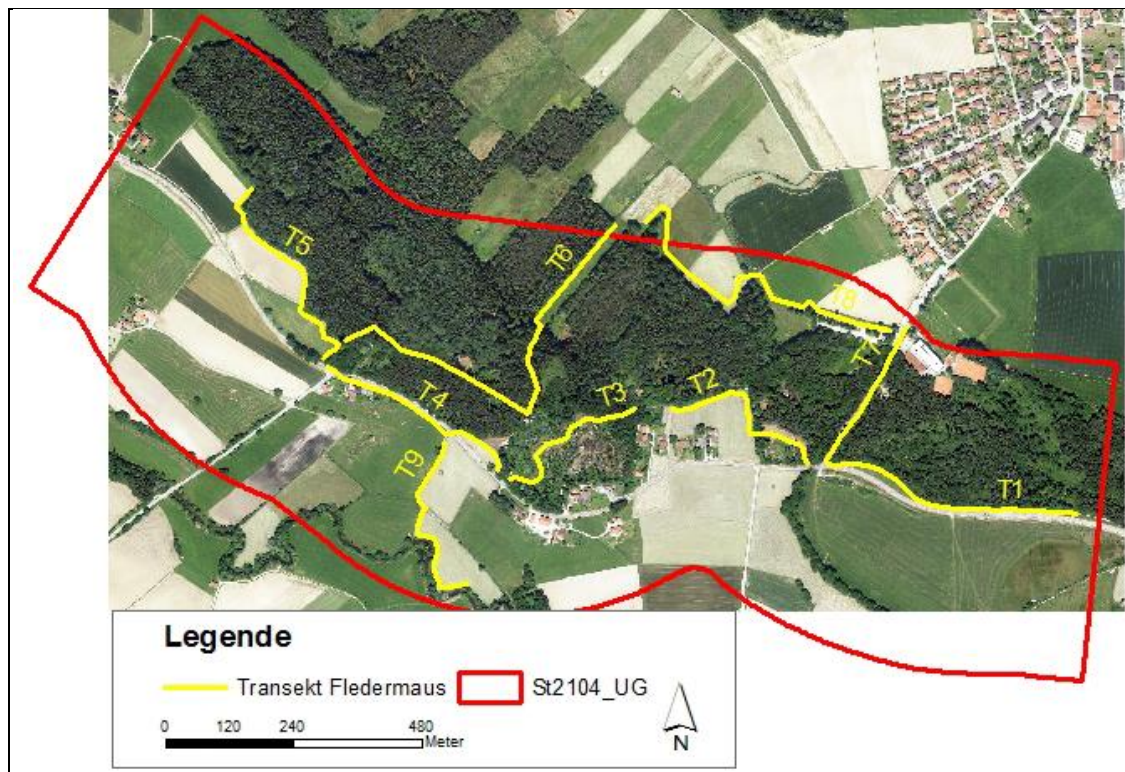 T5
T6
T8
T7
T4
T3
T2
T9
T1
Legende
Transekt Fledermaus St2104_UG
0 120 240 480
Meter
N